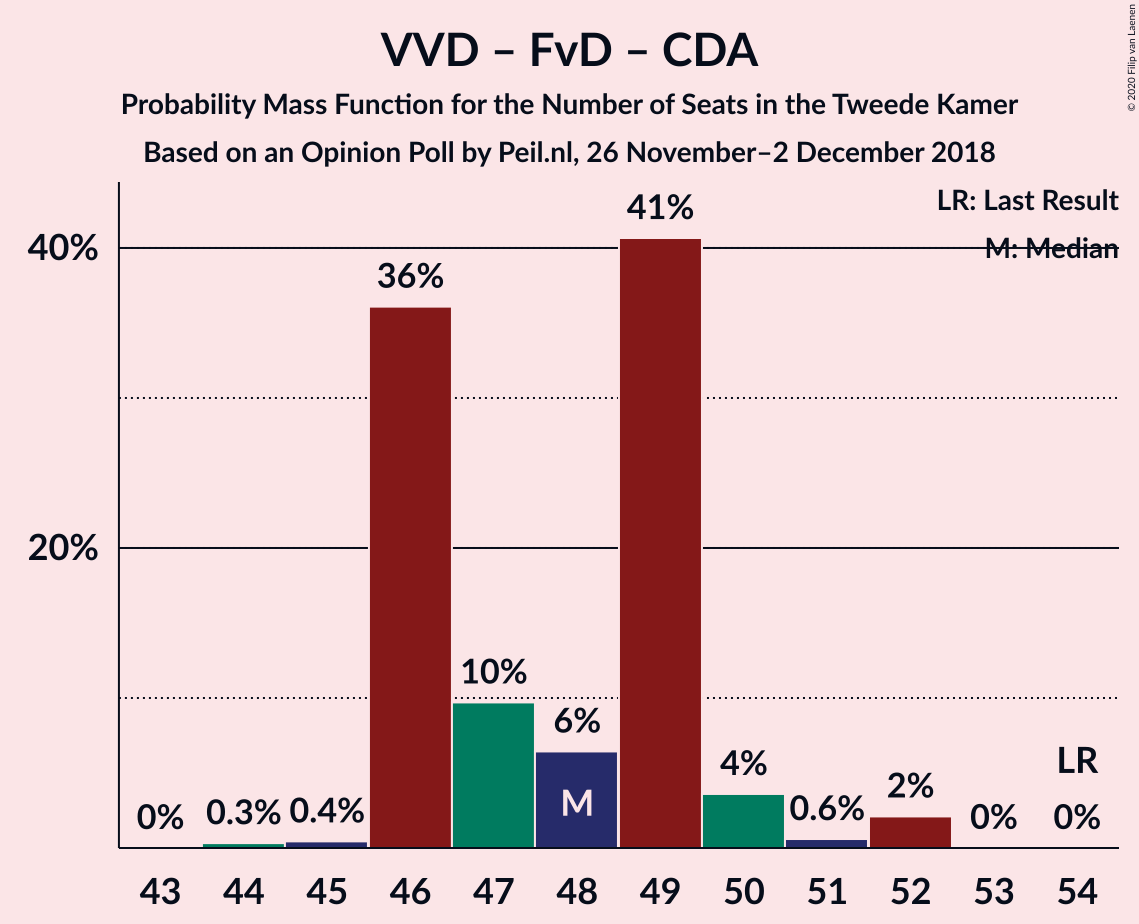 © 2020 Filip van Laenen
VVD – FvD – CDA
Probability Mass Function for the Number of Seats in the Tweede Kamer
Based on an Opinion Poll by Peil.nl, 26 November–2 December 2018
LR: Last Result
M: Median
40%
20%
0%
0.3%
0.4%
36%
10%
6%
M
41%
4%
0.6%
2%
0%
LR
0%
43 44 45 46 47 48 49 50 51 52 53 54